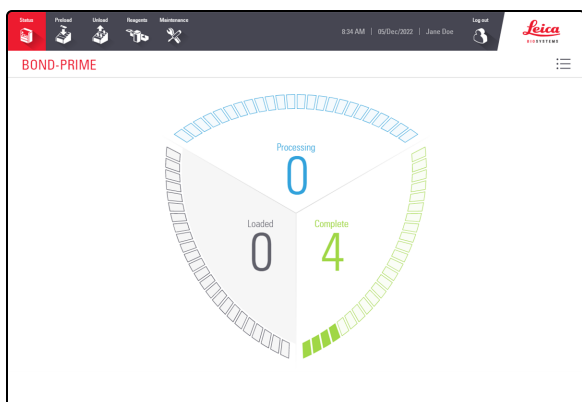 Status Preload Unload Reagents Maintenance
8:34 AM | 05/Dec/2022 | Jane Doe
Log out
Leica
BIOSYSTEMS
BOND-PRIME
Processing
0
Loaded
0
Complete
4